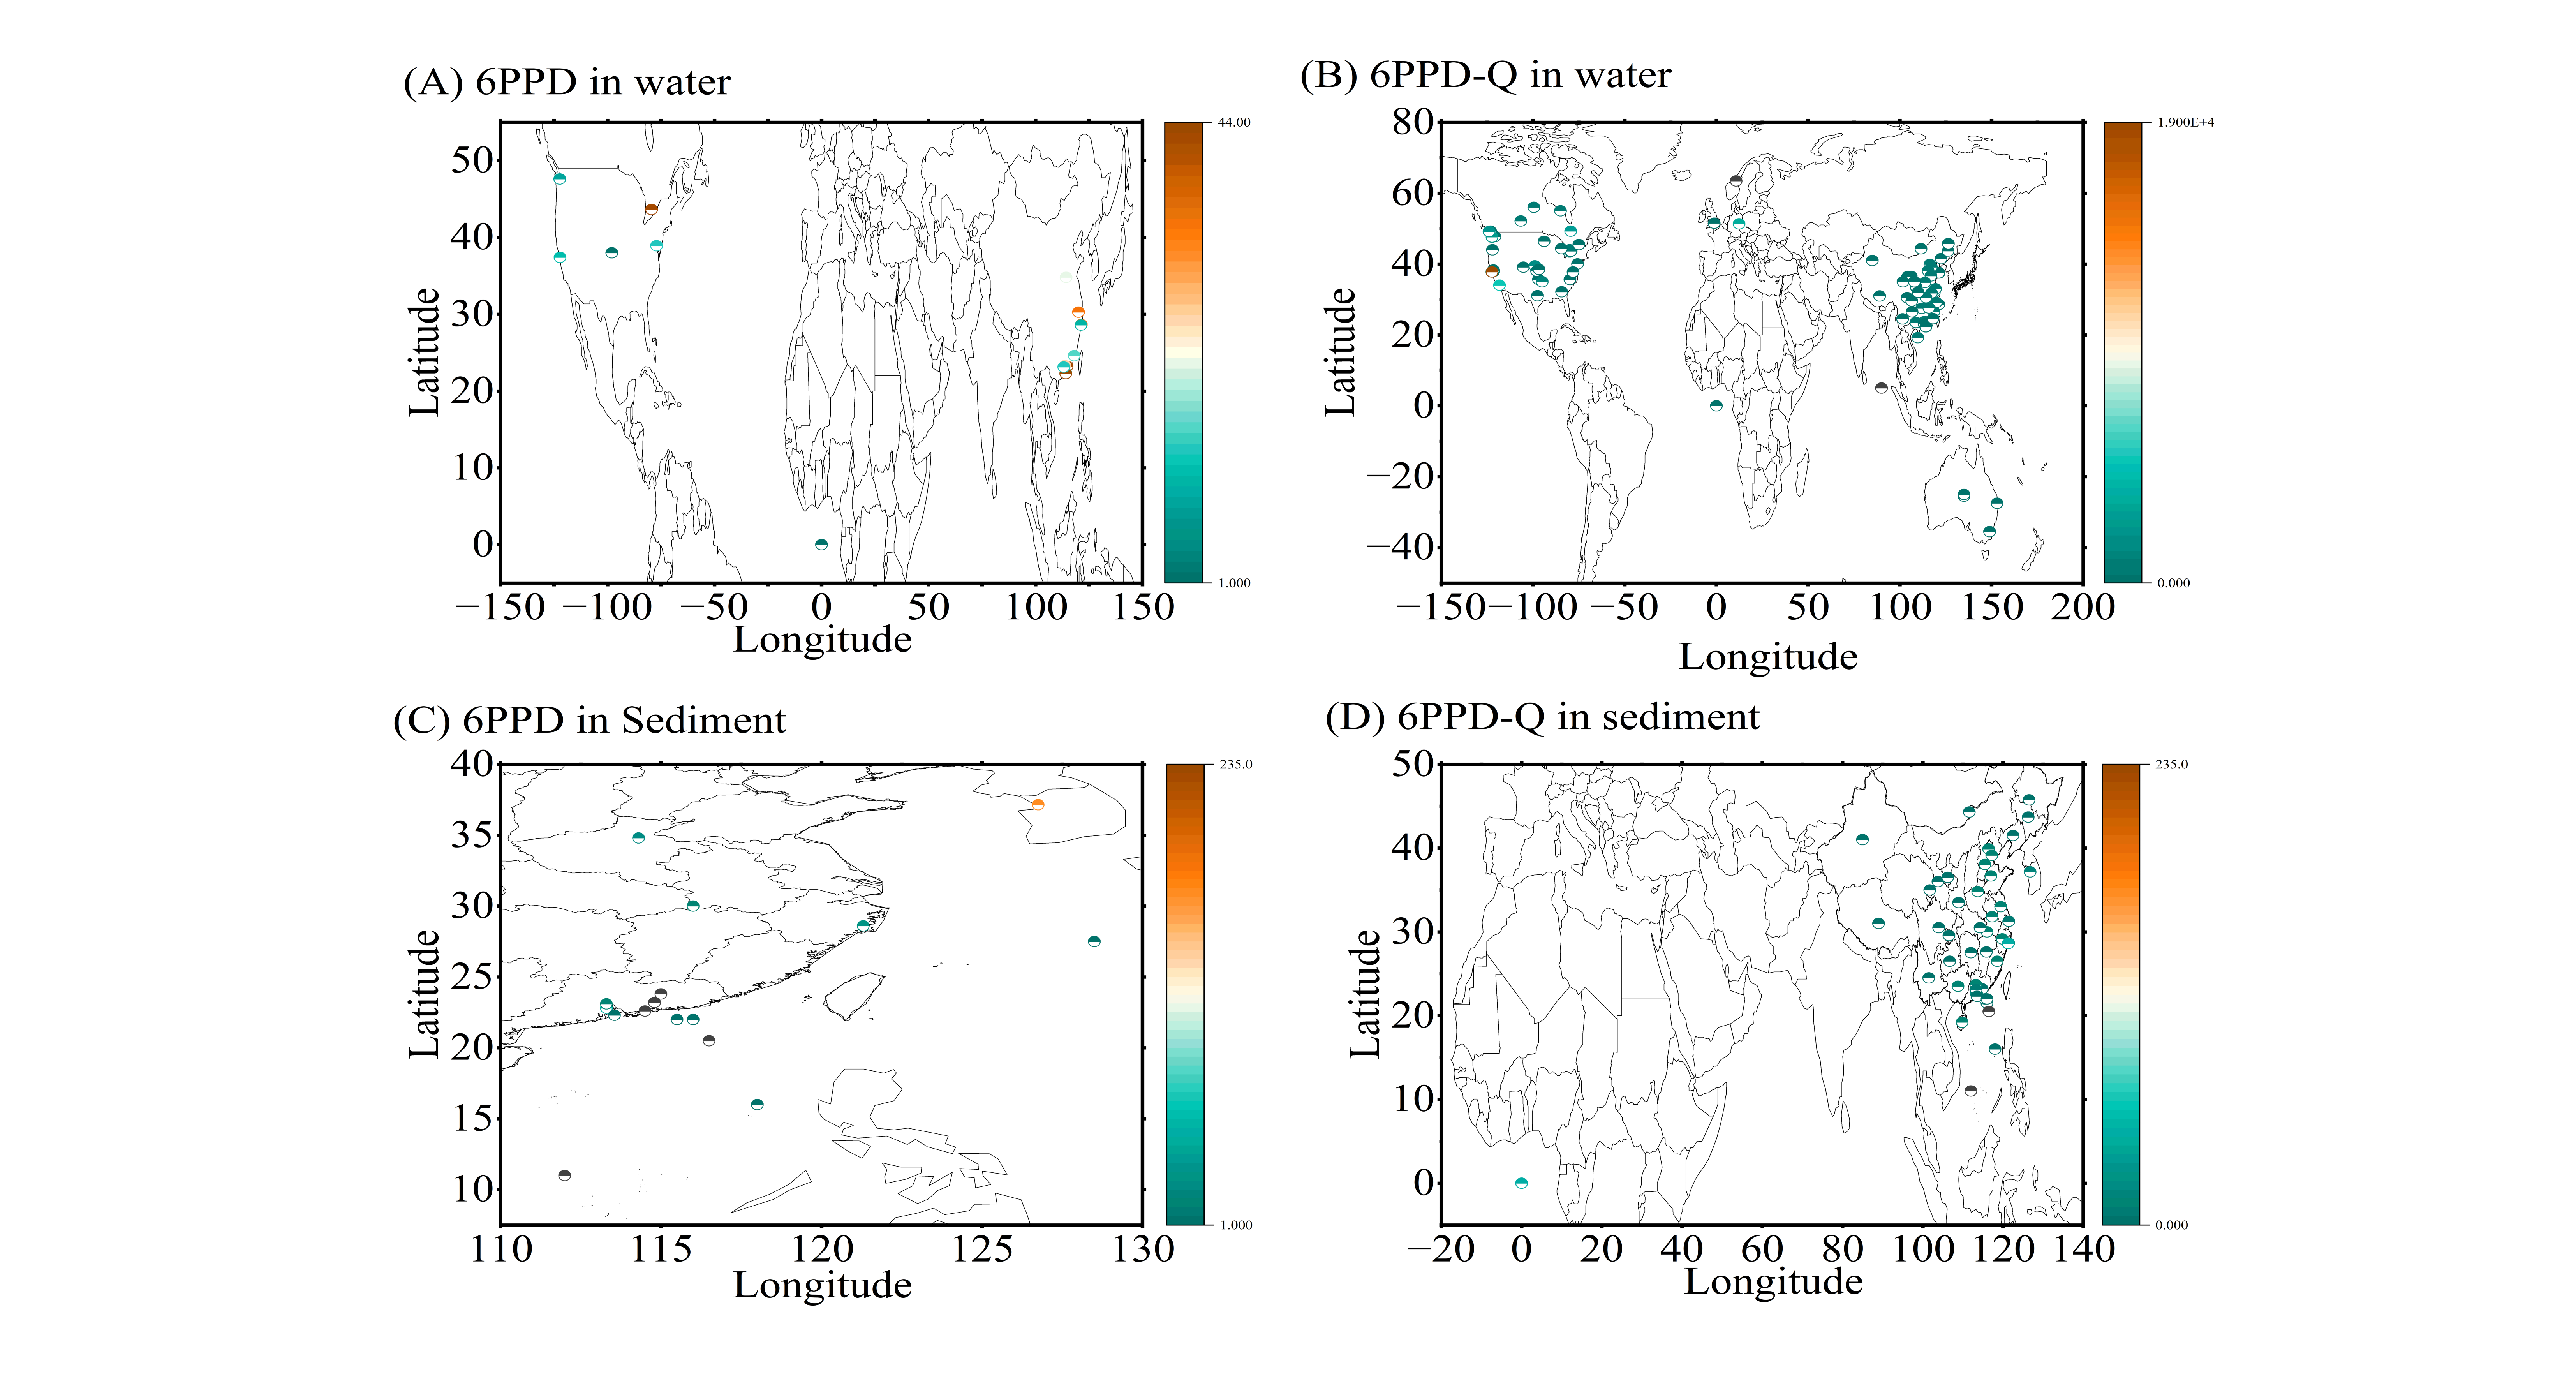 (A) 6PPD in water
44.00
50
40
30
20
10
0
1.000
−150 −100 −50 0 50 100 150
Longitude
Latitude
(B) 6PPD-Q in water
1.900E+4
80
60
40
20
0
−20
−40
0.000
−150 −100 −50 0 50 100 150 200
Longitude
Latitude
(C) 6PPD in Sediment
235.0
40
35
30
25
20
15
10
1.000
110 115 120 125 130
Longitude
Latitude
(D) 6PPD-Q in sediment
235.0
50
40
30
20
10
0
0.000
−20 0 20 40 60 80 100 120 140
Longitude
Latitude